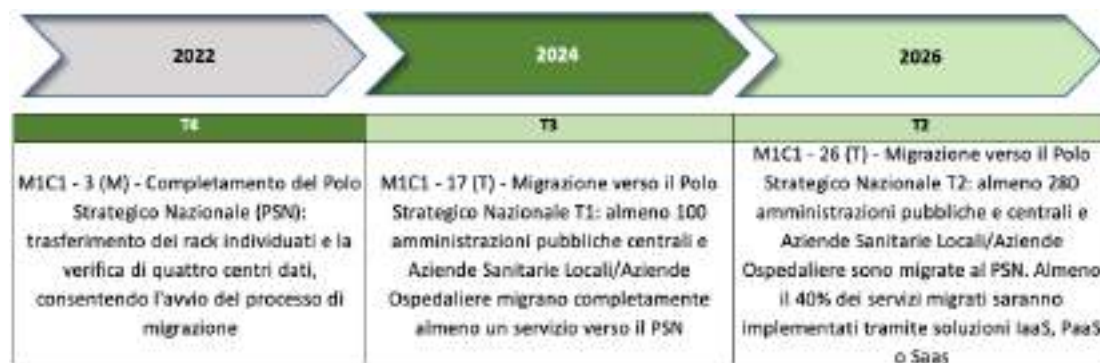 2022
2024
2026
T4
T3
T2
M1C1 - 3 (M) - Completamento del Polo
Strategico Nazionale (PSN):
trasferimento dei rack individuati e la
verifica di quattro centri dati,
consentendo l'avvio del processo di
migrazione
M1C1 - 17 (T) - Migrazione verso il Polo
Strategico Nazionale T1: almeno 100
amministrazioni pubbliche centrali e
Aziende Sanitarie Locali/Aziende
Ospedaliere migrano completamente
almeno un servizio verso il PSN
M1C1 - 26 (T) - Migrazione verso il Polo
Strategico Nazionale T2: almeno 280
amministrazioni pubbliche e centrali e
Aziende Sanitarie Locali/Aziende
Ospedaliere sono migrate al PSN. Almeno
il 40% dei servizi migrati saranno
implementati tramite soluzioni IaaS, PaaS
o Saas